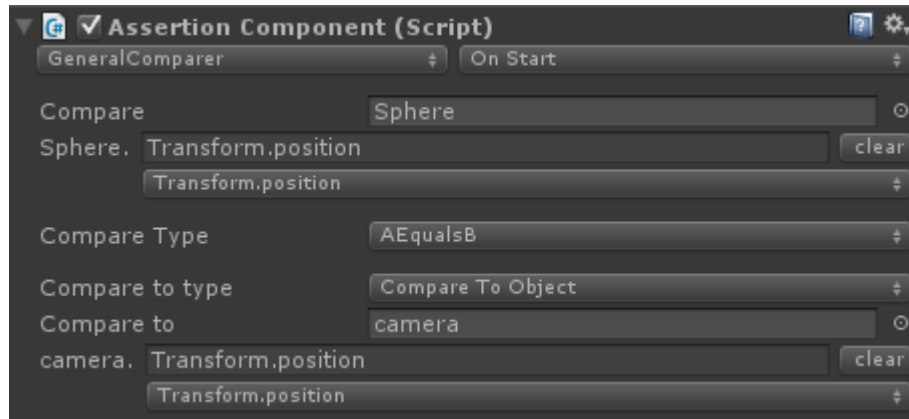 Assertion Component (Script)
GeneralComparer On Start
Compare Sphere
Sphere. Transform.position clear
Transform.position
Compare Type AEqualsB
Compare to type Compare To Object
Compare to camera
camera. Transform.position clear
Transform.position